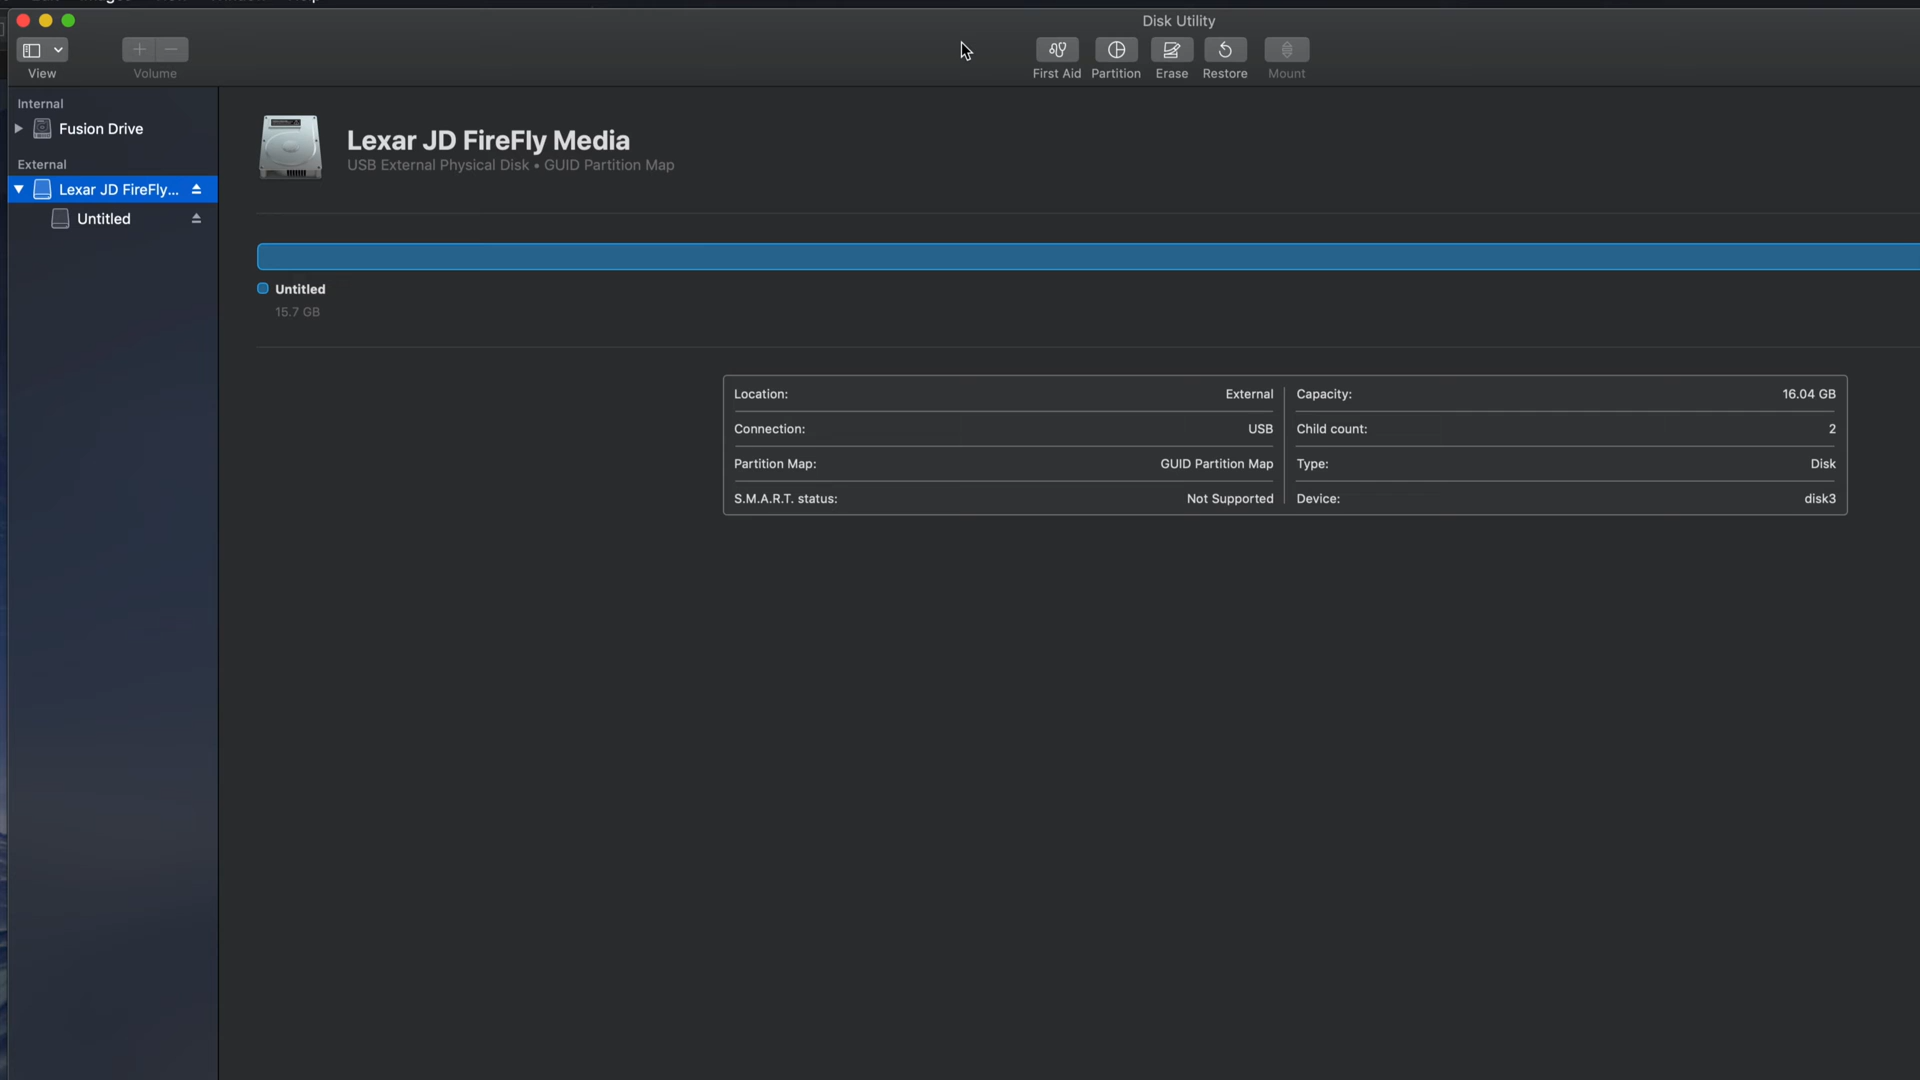 Disk Utility
View
Volume
First Aid
Partition
Erase
Restore
Mount
Internal
Fusion Drive
External
Lexar JD FireFly...
Untitled
Lexar JD FireFly Media
USB External Physical Disk • GUID Partition Map
Untitled
15.7 GB
Location: External
Capacity: 16.04 GB
Connection: USB
Child count: 2
Partition Map: GUID Partition Map
Type: Disk
S.M.A.R.T. status: Not Supported
Device: disk3